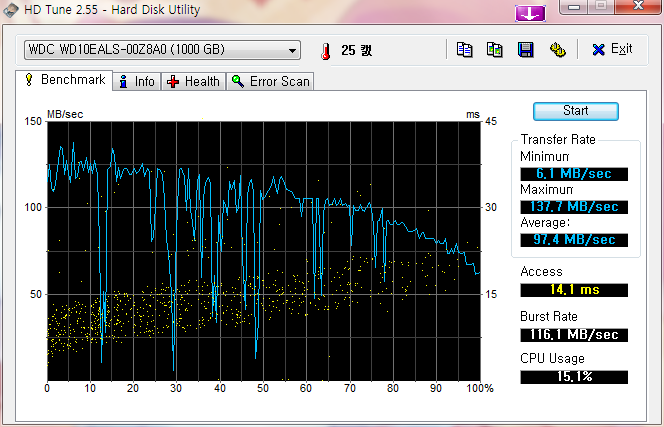 HD Tune 2.55 - Hard Disk Utility
WDC WD10EALS-00Z8A0 (1000 GB)
25 캜
Exit
Benchmark
Info
Health
Error Scan
Start
MB/sec
ms
150
100
50
45
30
15
0 10 20 30 40 50 60 70 80 90 100%
Transfer Rate
Minimun
6,1 MB/sec
Maximun
137,7 MB/sec
Average:
97,4 MB/sec
Access
14,1 ms
Burst Rate
116,1 MB/sec
CPU Usage
15,1%